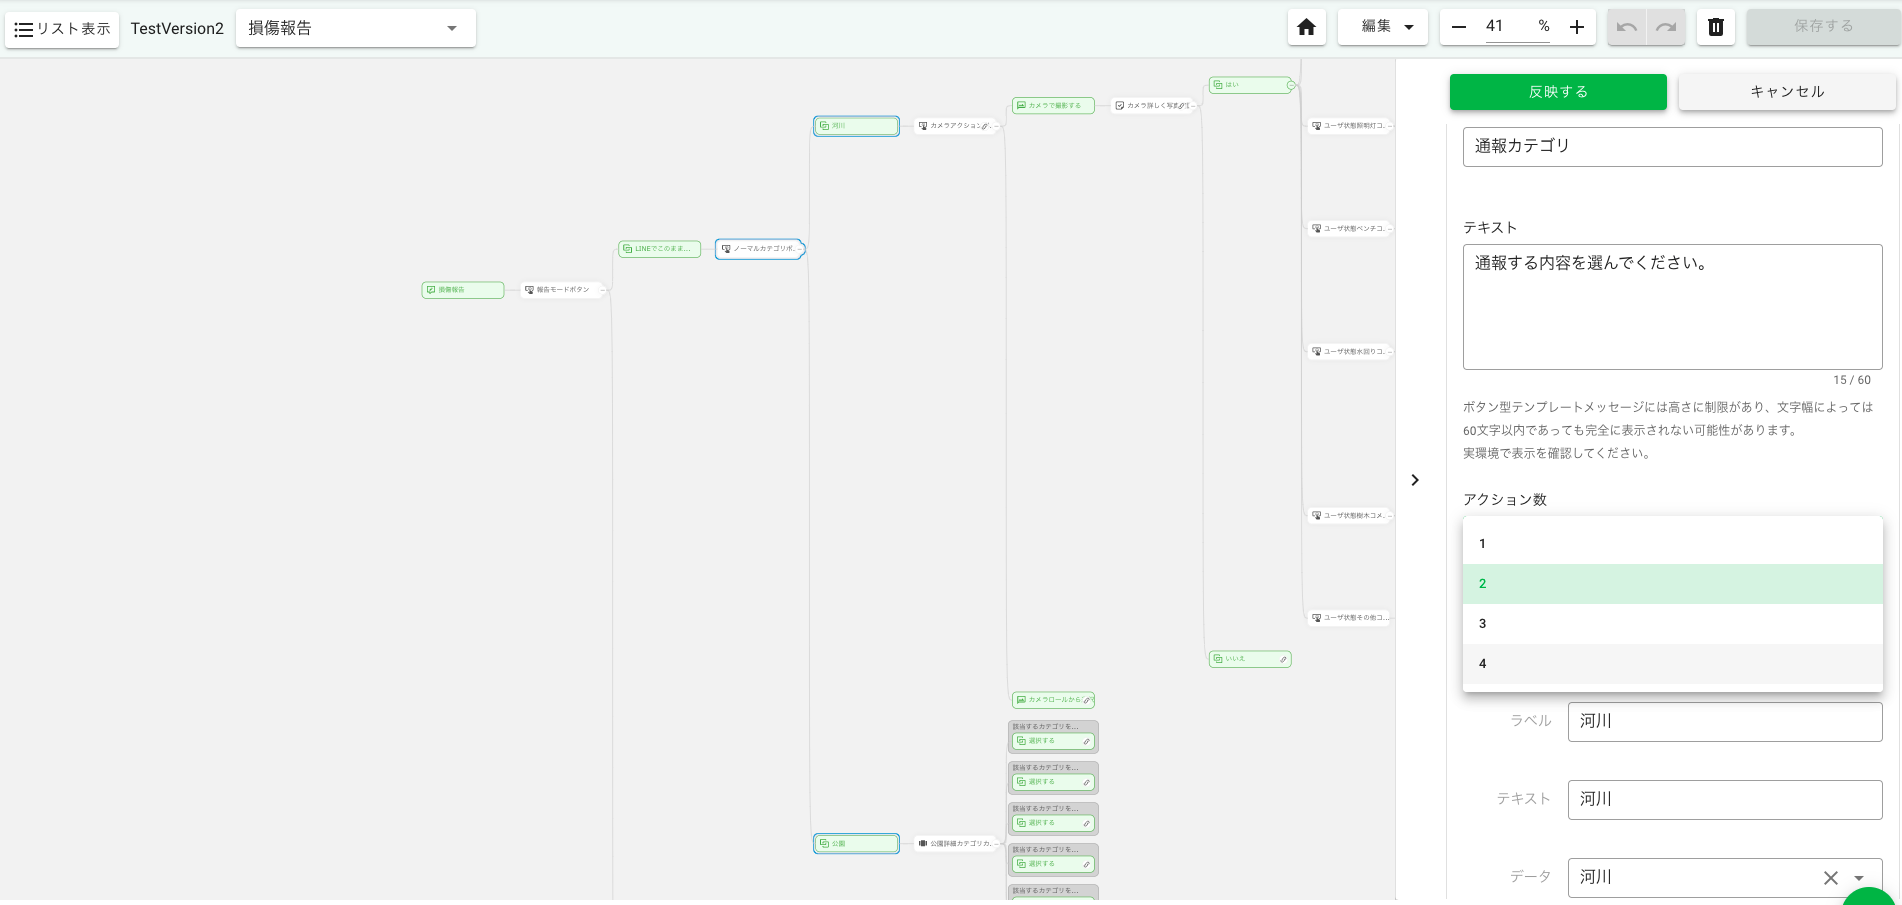 リスト表示
TestVersion2
損傷報告
編集
41 %
保存する
反映する
キャンセル
通報カテゴリ
テキスト
通報する内容を選んでください。
15 / 60
ボタン型テンプレートメッセージには高さに制限があり、文字幅によっては
60文字以内であっても完全に表示されない可能性があります。
実環境で表示を確認してください。
アクション数
1
2
3
4
ラベル
河川
テキスト
河川
データ
河川
損傷報告
報告モードボタン
LINEでこのまま...
ノーマルカテゴリボ..
河川
カメラアクション
カメラで撮影する
カメラ詳しく写真
はい
ユーザ状態照明灯コ..
ユーザ状態ベンチコ..
ユーザ状態水回りコ..
ユーザ状態樹木コメ..
ユーザ状態その他コ...
いいえ
カメラロールから
該当するカテゴリを...
選択する
該当するカテゴリを...
選択する
該当するカテゴリを...
選択する
公園
公園詳細カテゴリカ..
該当するカテゴリを...
選択する
該当するカテゴリを...